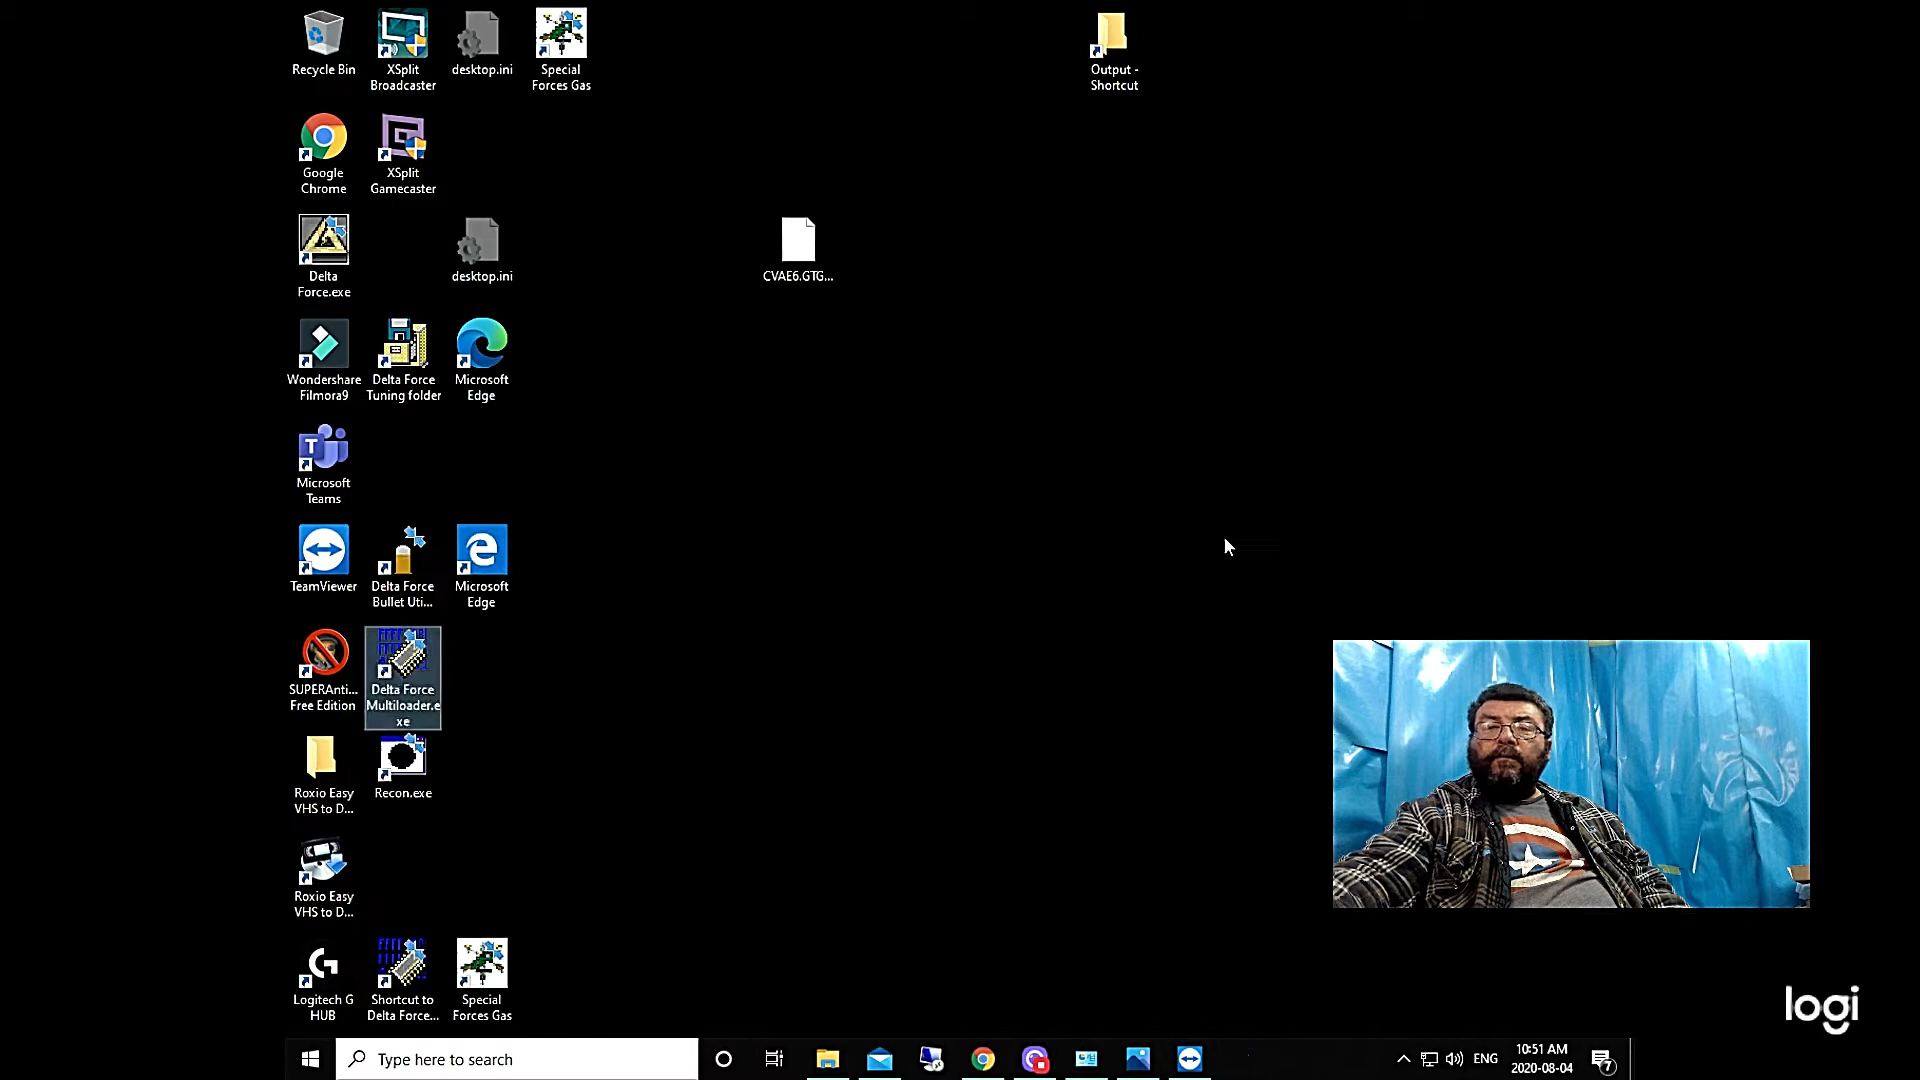 Recycle Bin
XSplit
Broadcaster
desktop.ini
Special
Forces Gas
Output -
Shortcut
Google
Chrome
XSplit
Gamecaster
Delta
Force.exe
desktop.ini
CVAE6.GTG...
Wondershare
Filmora9
Delta Force
Tuning folder
Microsoft
Edge
Microsoft
Teams
TeamViewer
Delta Force
Bullet Uti...
Microsoft
Edge
SUPERAnti...
Free Edition
Delta Force
Multiloader.e
xe
Roxio Easy
VHS to D...
Recon.exe
Roxio Easy
VHS to D...
Logitech G
HUB
Shortcut to
Delta Force...
Special
Forces Gas
logi
Type here to search
ENG
10:51 AM
2020-08-04
7